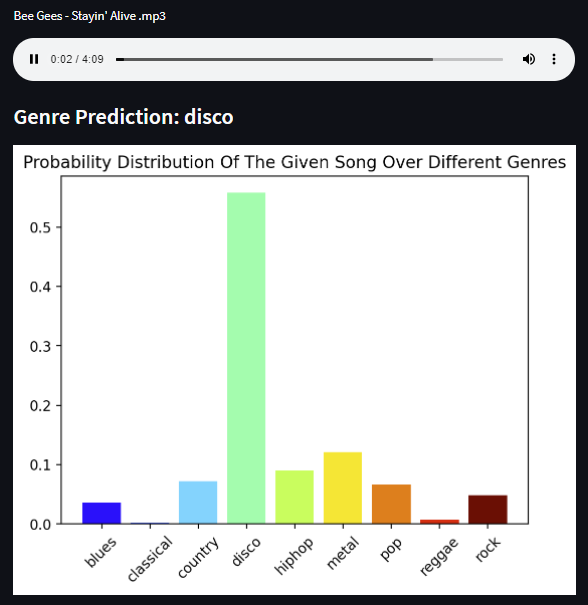 Bee Gees - Stayin' Alive .mp3
0:02 / 4:09
Genre Prediction: disco
Probability Distribution Of The Given Song Over Different Genres
0.5
0.4
0.3
0.2
0.1
0.0
blues classical country disco hiphop metal pop reggae rock